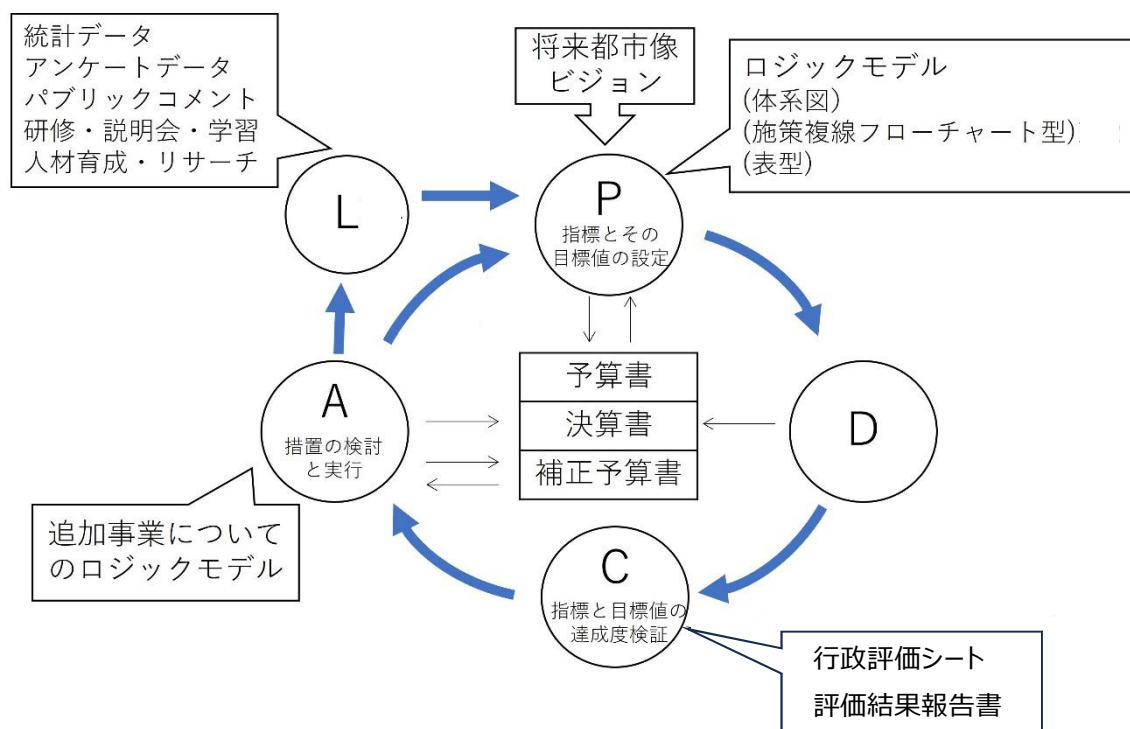 統計データ
アンケートデータ
パブリックコメント
研修・説明会・学習
人材育成・リサーチ
将来都市像
ビジョン
ロジックモデル
(体系図)
(施策複線フローチャート型)
(表型)
L
P
指標とその
目標値の設定
予算書
決算書
補正予算書
A
措置の検討
と実行
D
追加事業について
のロジックモデル
C
指標と目標値の
達成度検証
行政評価シート
評価結果報告書